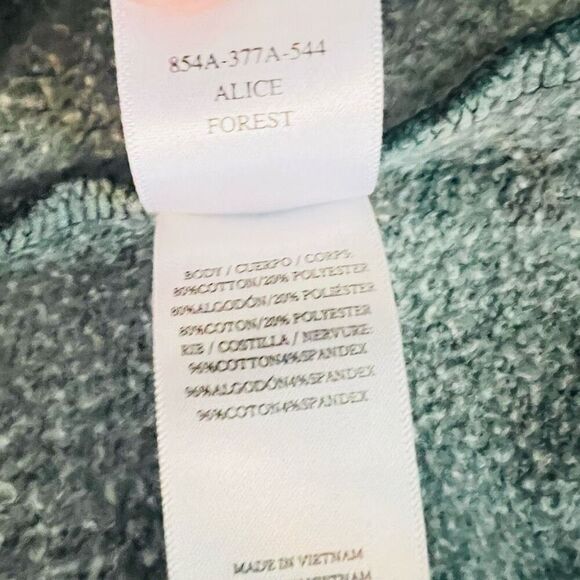 854A-377A-544
ALICE
FOREST
BODY / CUERPO / CORPS:
80%COTTON/20% POLYESTER
80%ALGODÓN/20% POLIÉSTER
80%COTON/20% POLYESTER
RIB / COSTILLA / NERVURE:
96%COTTON4%SPANDEX
96%ALGODÓN4%SPANDEX
96%COTON4%SPANDEX
MADE IN VIETNAM
VIETNAM